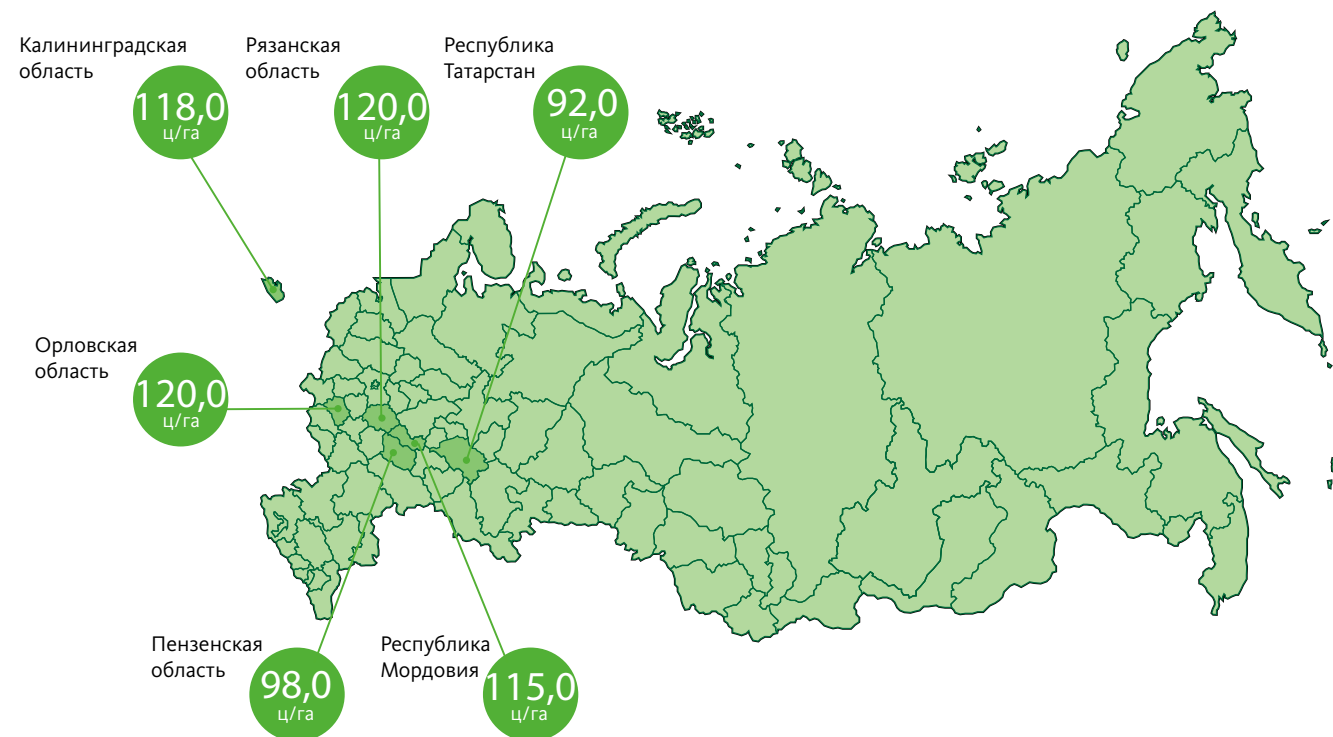 Калининградская
область
118,0
ц/га
Рязанская
область
120,0
ц/га
Республика
Татарстан
92,0
ц/га
Орловская
область
120,0
ц/га
Пензенская
область
98,0
ц/га
Республика
Мордовия
115,0
ц/га